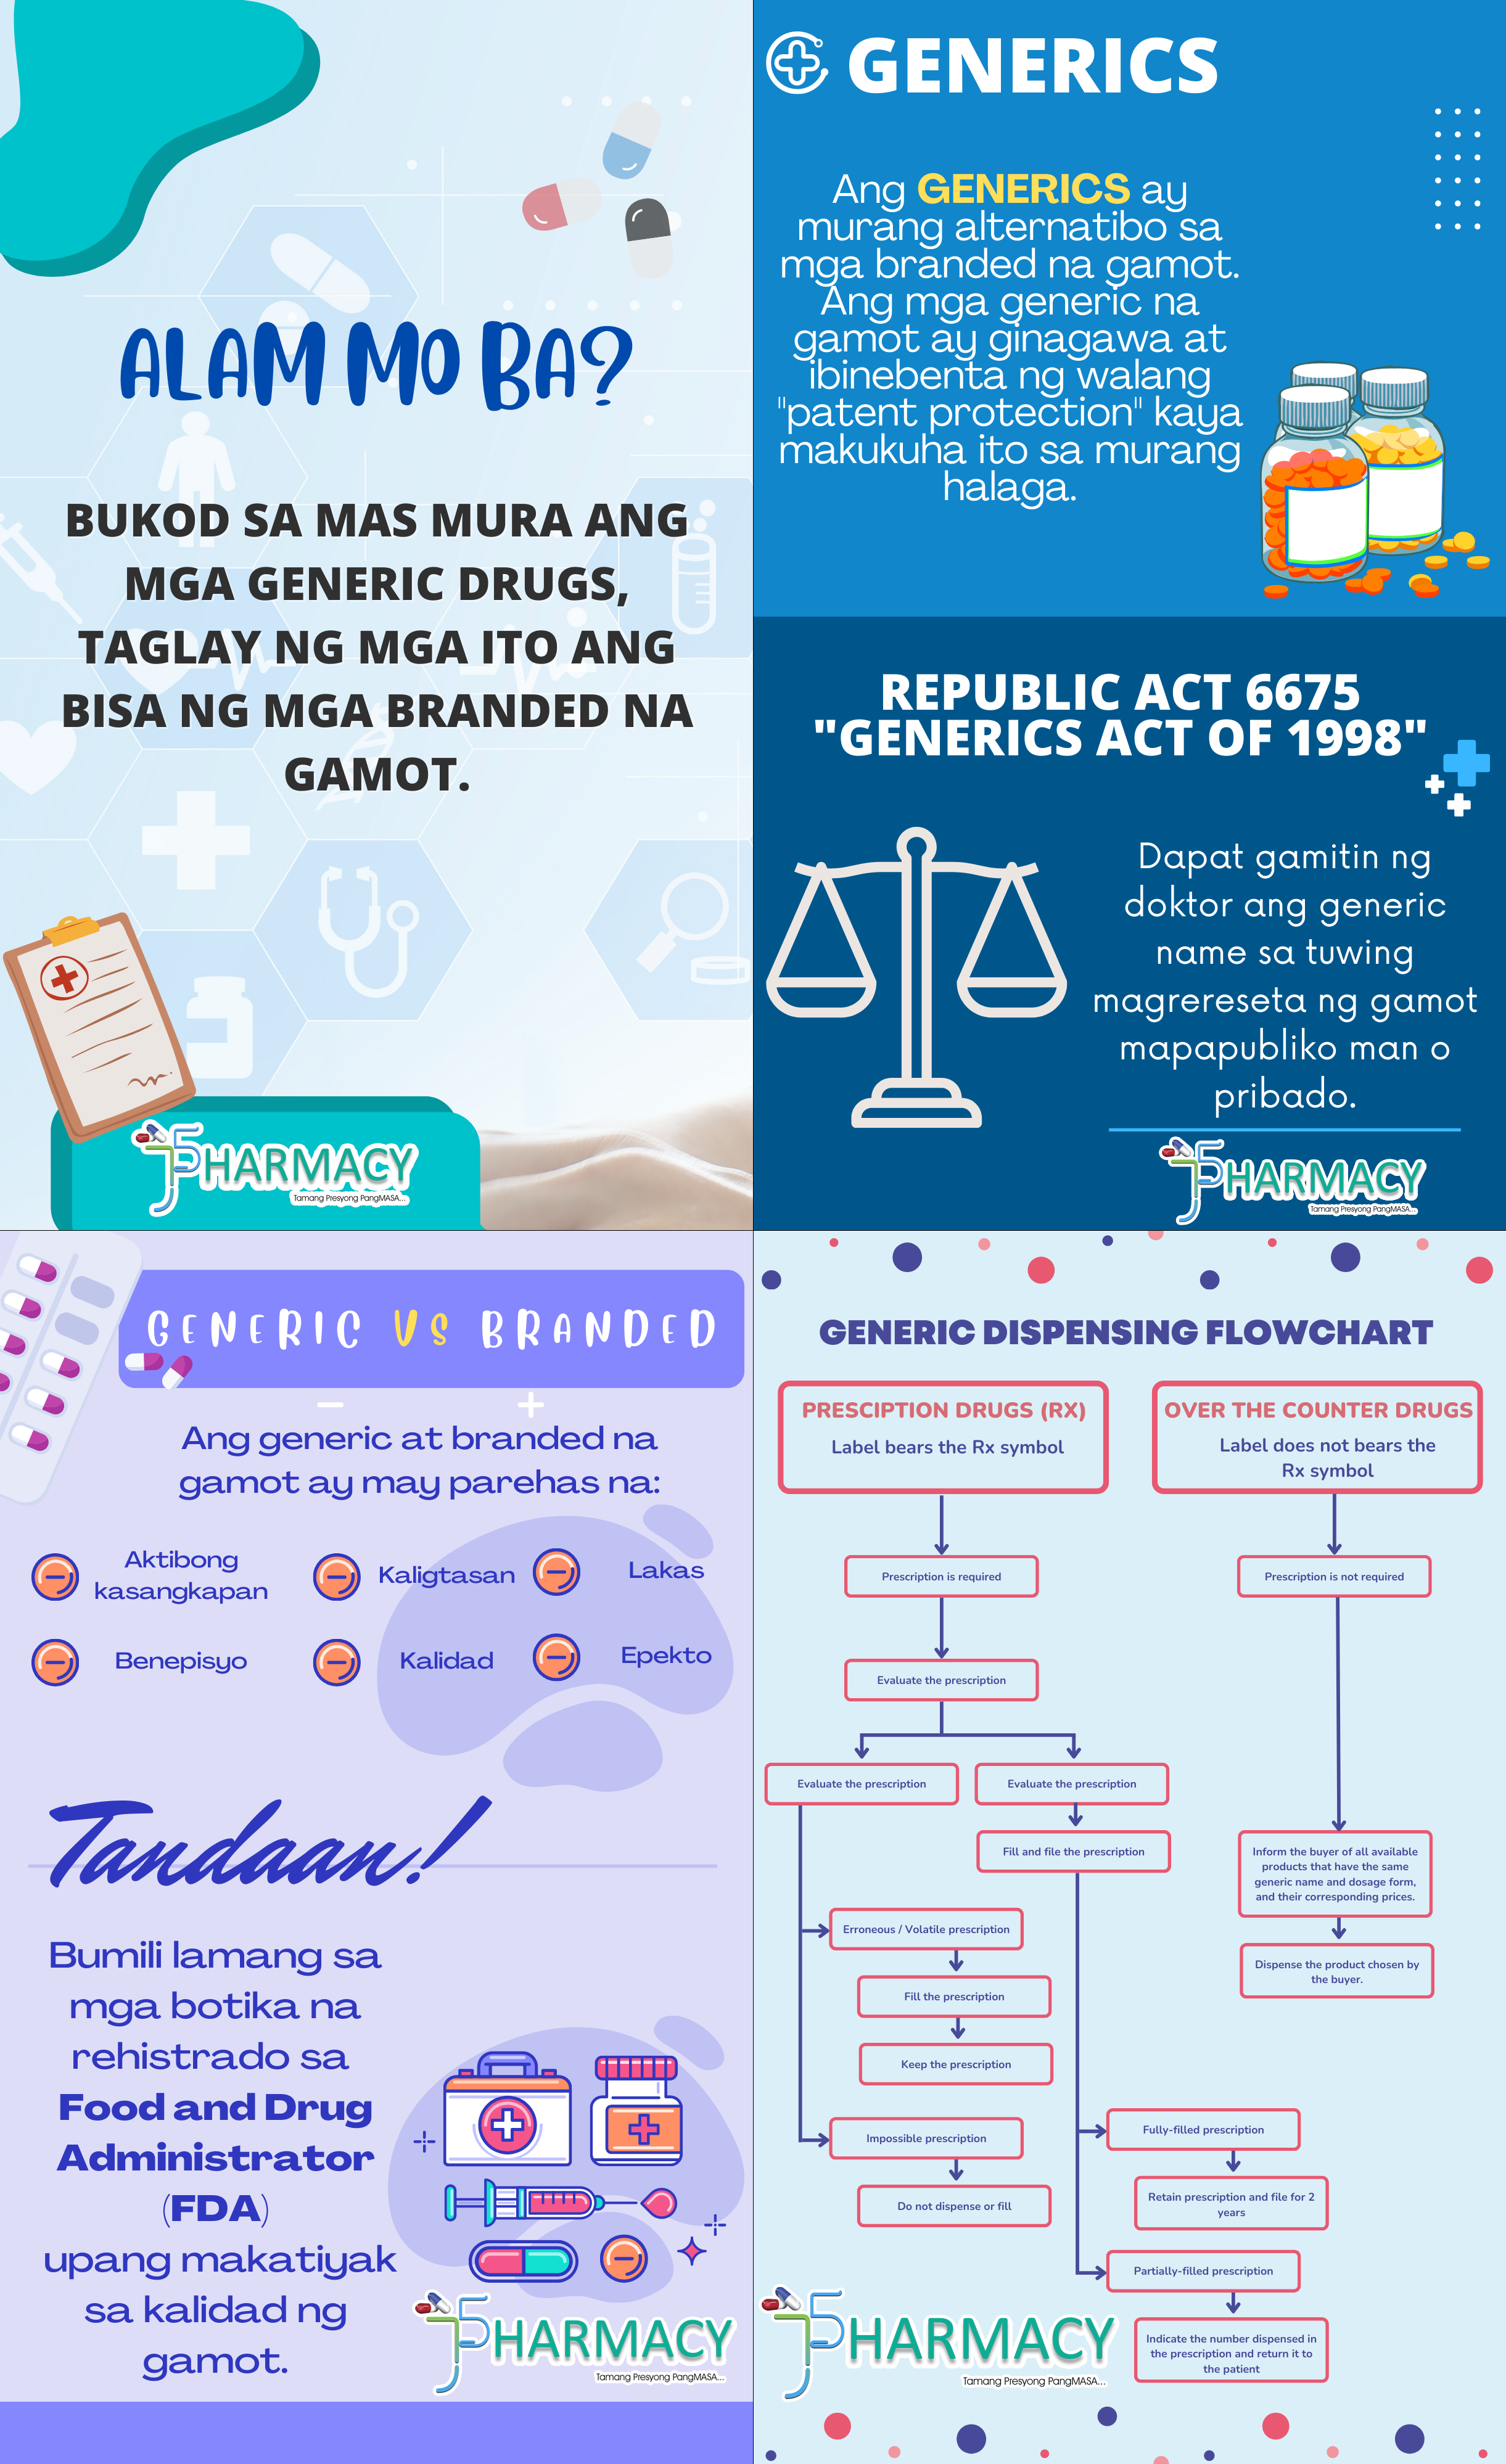 ALAM MO BA?
BUKOD SA MAS MURA ANG
MGA GENERIC DRUGS,
TAGLAY NG MGA ITO ANG
BISA NG MGA BRANDED NA
GAMOT.
JPHARMACY
Tamang Presyong PangMASA...
GENERICS
Ang GENERICS ay
murang alternatibo sa
mga branded na gamot.
Ang mga generic na
gamot ay ginagawa at
ibinebenta ng walang
"patent protection" kaya
makukuha ito sa murang
halaga.
REPUBLIC ACT 6675
"GENERICS ACT OF 1998"
Dapat gamitin ng
doktor ang generic
name sa tuwing
magrereseta ng gamot
mapapubliko man o
pribado.
JPHARMACY
Tamang Presyong PangMASA...
GENERIC Vs BRANDED
Ang generic at branded na
gamot ay may parehas na:
Aktibong
kasangkapan
Kaligtasan
Lakas
Benepisyo
Kalidad
Epekto
Tandaan!
Bumili lamang sa
mga botika na
rehistrado sa
Food and Drug
Administrator
(FDA)
upang makatiyak
sa kalidad ng
gamot.
JPHARMACY
Tamang Presyong PangMASA...
GENERIC DISPENSING FLOWCHART
PRESCIPTION DRUGS (RX)
Label bears the Rx symbol
OVER THE COUNTER DRUGS
Label does not bears the
Rx symbol
Prescription is required
Prescription is not required
Evaluate the prescription
Evaluate the prescription
Evaluate the prescription
Fill and file the prescription
Inform the buyer of all available
products that have the same
generic name and dosage form,
and their corresponding prices.
Erroneous / Volatile prescription
Dispense the product chosen by
the buyer.
Fill the prescription
Keep the prescription
Impossible prescription
Fully-filled prescription
Do not dispense or fill
Retain prescription and file for 2
years
Partially-filled prescription
Indicate the number dispensed in
the prescription and return it to
the patient
JPHARMACY
Tamang Presyong PangMASA...